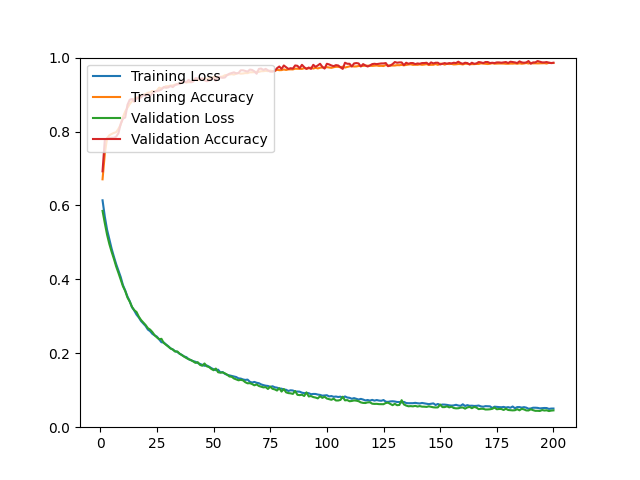 1.0
0.8
0.6
0.4
0.2
0.0
Training Loss
Training Accuracy
Validation Loss
Validation Accuracy
0 25 50 75 100 125 150 175 200